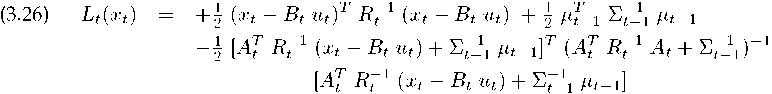 (3.26) L_t(x_t) = +½ (x_t − B_t u_t)^T R_t^{-1} (x_t − B_t u_t) + ½ μ_{t−1}^T Σ_{t−1}^{-1} μ_{t−1}
−½ [A_t^T R_t^{-1} (x_t − B_t u_t) + Σ_{t−1}^{-1} μ_{t−1}]^T (A_t^T R_t^{-1} A_t + Σ_{t−1}^{-1})^{-1}
[A_t^T R_t^{-1} (x_t − B_t u_t) + Σ_{t−1}^{-1} μ_{t−1}]